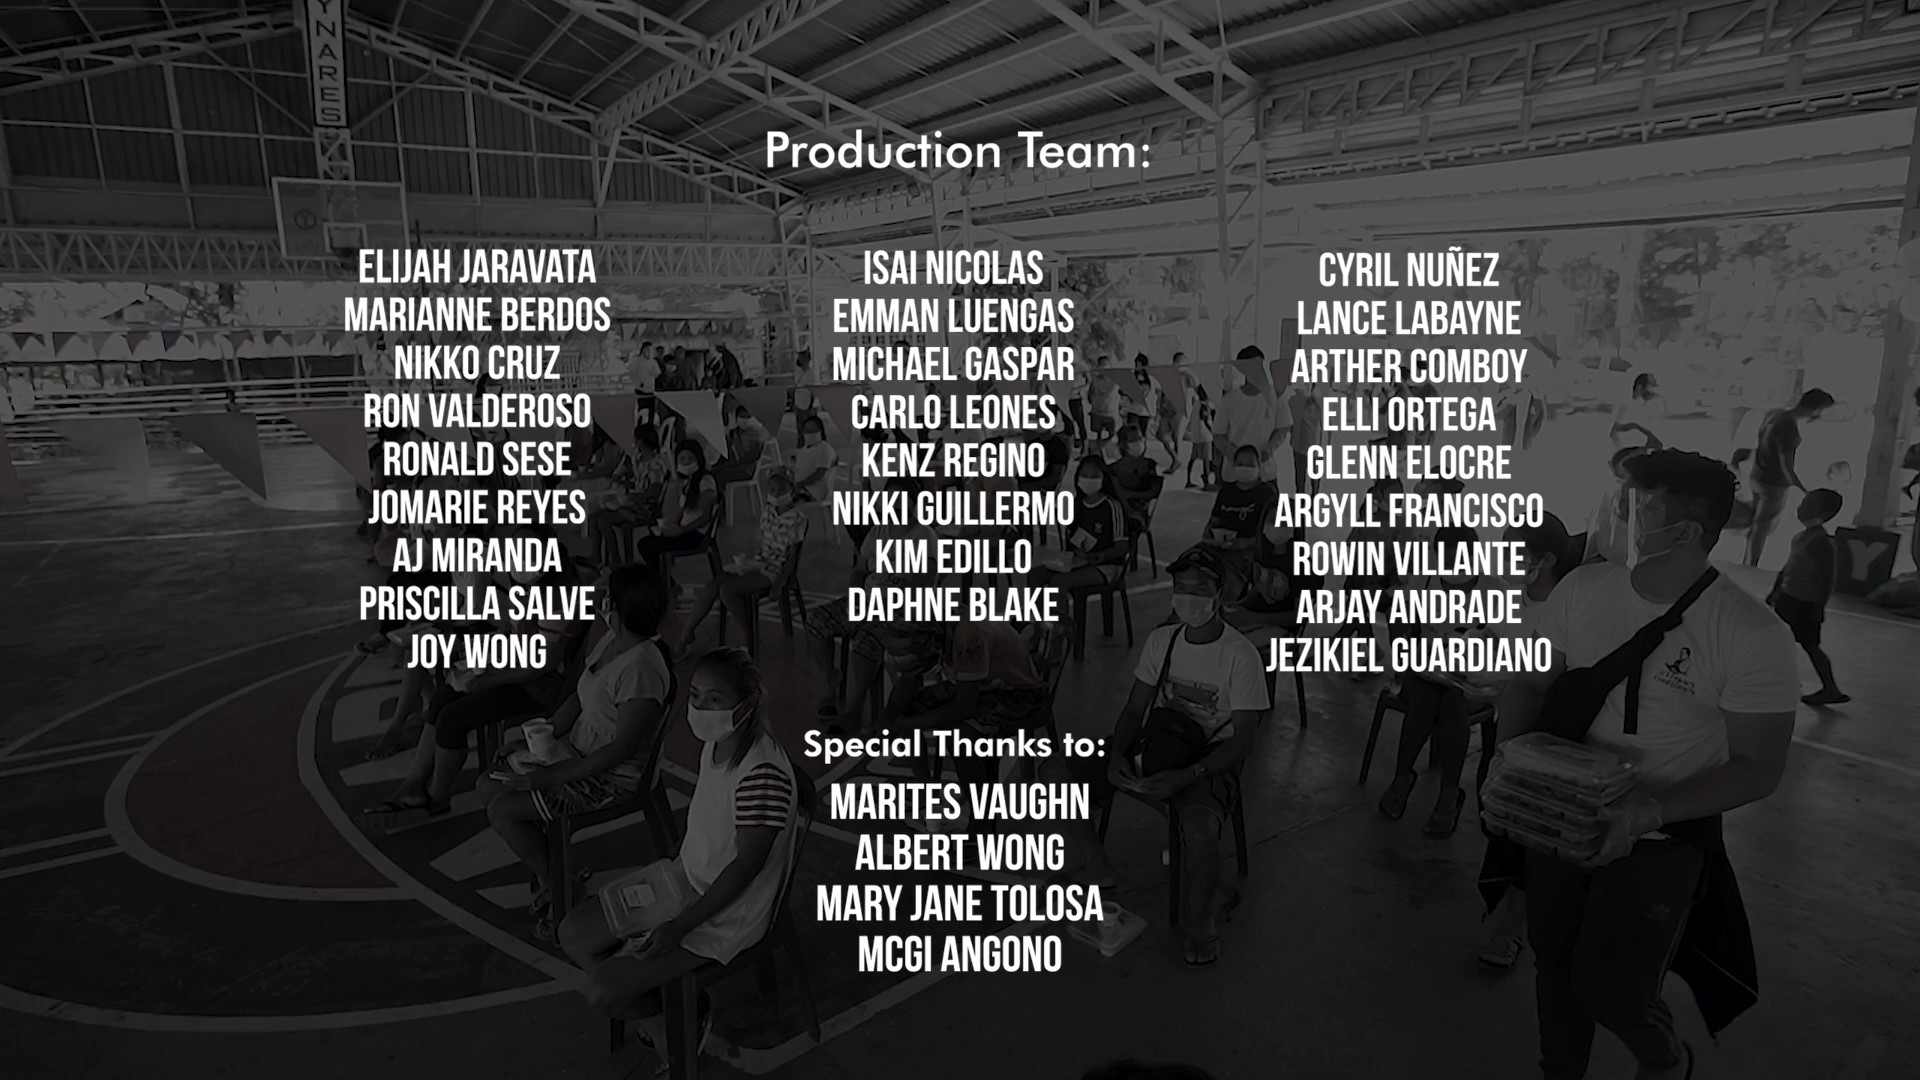 YNARES
Production Team:
ELIJAH JARAVATA
MARIANNE BERDOS
NIKKO CRUZ
RON VALDEROSO
RONALD SESE
JOMARIE REYES
AJ MIRANDA
PRISCILLA SALVE
JOY WONG
ISAI NICOLAS
EMMAN LUENGAS
MICHAEL GASPAR
CARLO LEONES
KENZ REGINO
NIKKI GUILLERMO
KIM EDILLO
DAPHNE BLAKE
CYRIL NUÑEZ
LANCE LABAYNE
ARTHER COMBOY
ELLI ORTEGA
GLENN ELOCRE
ARGYLL FRANCISCO
ROWIN VILLANTE
ARJAY ANDRADE
JEZIKIEL GUARDIANO
Special Thanks to:
MARITES VAUGHN
ALBERT WONG
MARY JANE TOLOSA
MCGI ANGONO